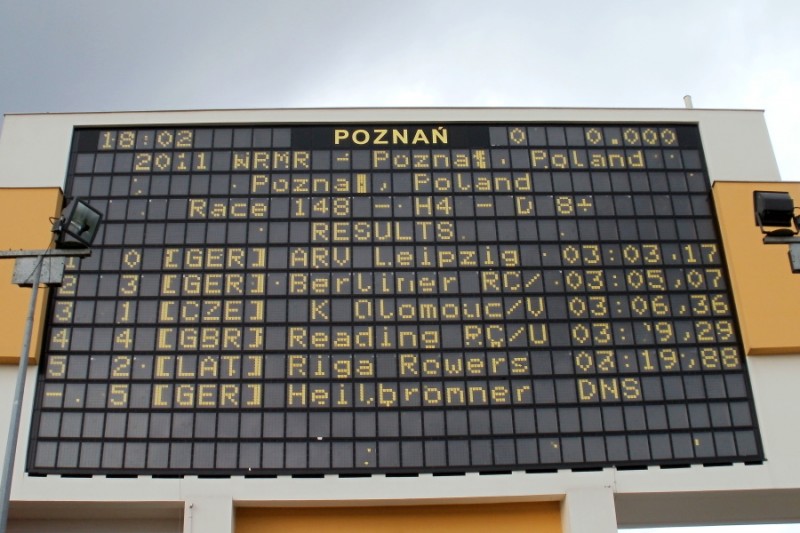 18:02 POZNAŃ 0 0.000
2011 WRMR - Pozna¶, Poland
Pozna¶, Poland
Race 148 - H4 - D 8+
RESULTS
1 0 [GER] ARV Leipzig 03:03,17
2 3 [GER] Berliner RC/ 03:05,07
3 1 [CZE] K Olomouc/V 03:06,36
4 4 [GBR] Reading RC/U
5 2 [LAT] Riga Rowers 03:19,88
- 5 [GER] Heilbronner DNS